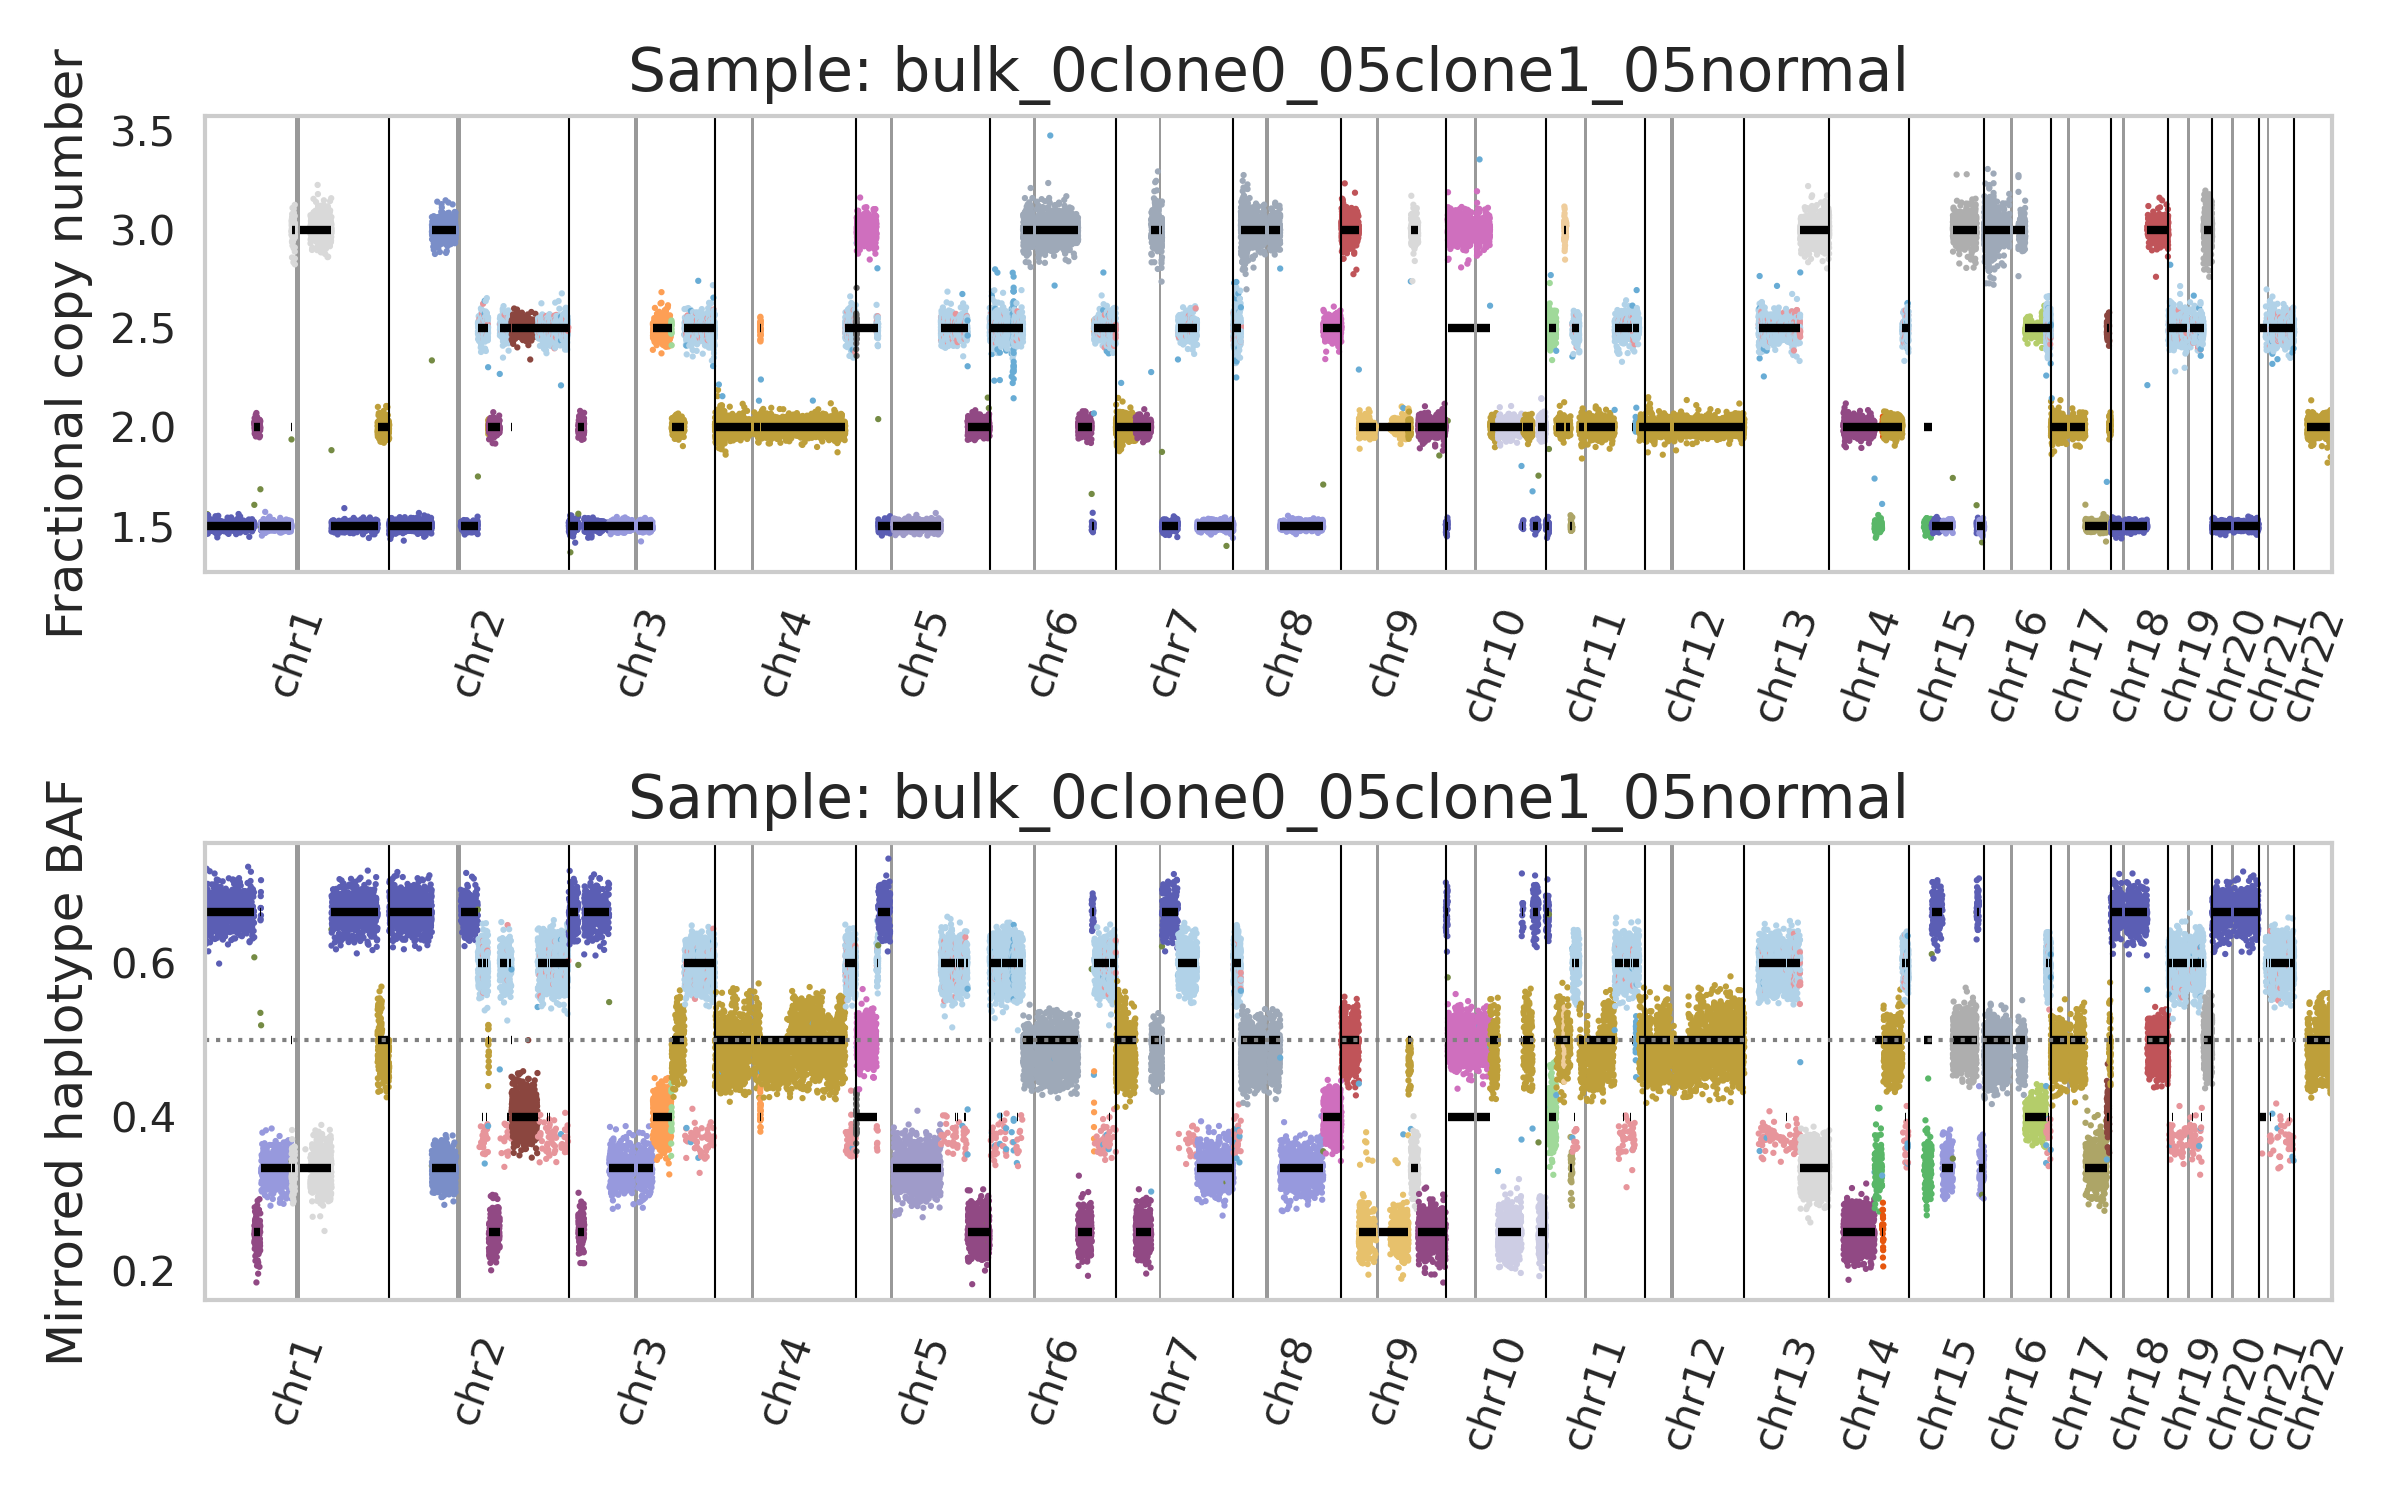 Sample: bulk_0clone0_05clone1_05normal
Fractional copy number
3.5
3.0
2.5
2.0
1.5
chr1 chr2 chr3 chr4 chr5 chr6 chr7 chr8 chr9 chr10 chr11 chr12 chr13 chr14 chr15 chr16 chr17 chr18 chr19 chr20 chr21 chr22
Sample: bulk_0clone0_05clone1_05normal
Mirrored haplotype BAF
0.6
0.4
0.2
chr1 chr2 chr3 chr4 chr5 chr6 chr7 chr8 chr9 chr10 chr11 chr12 chr13 chr14 chr15 chr16 chr17 chr18 chr19 chr20 chr21 chr22